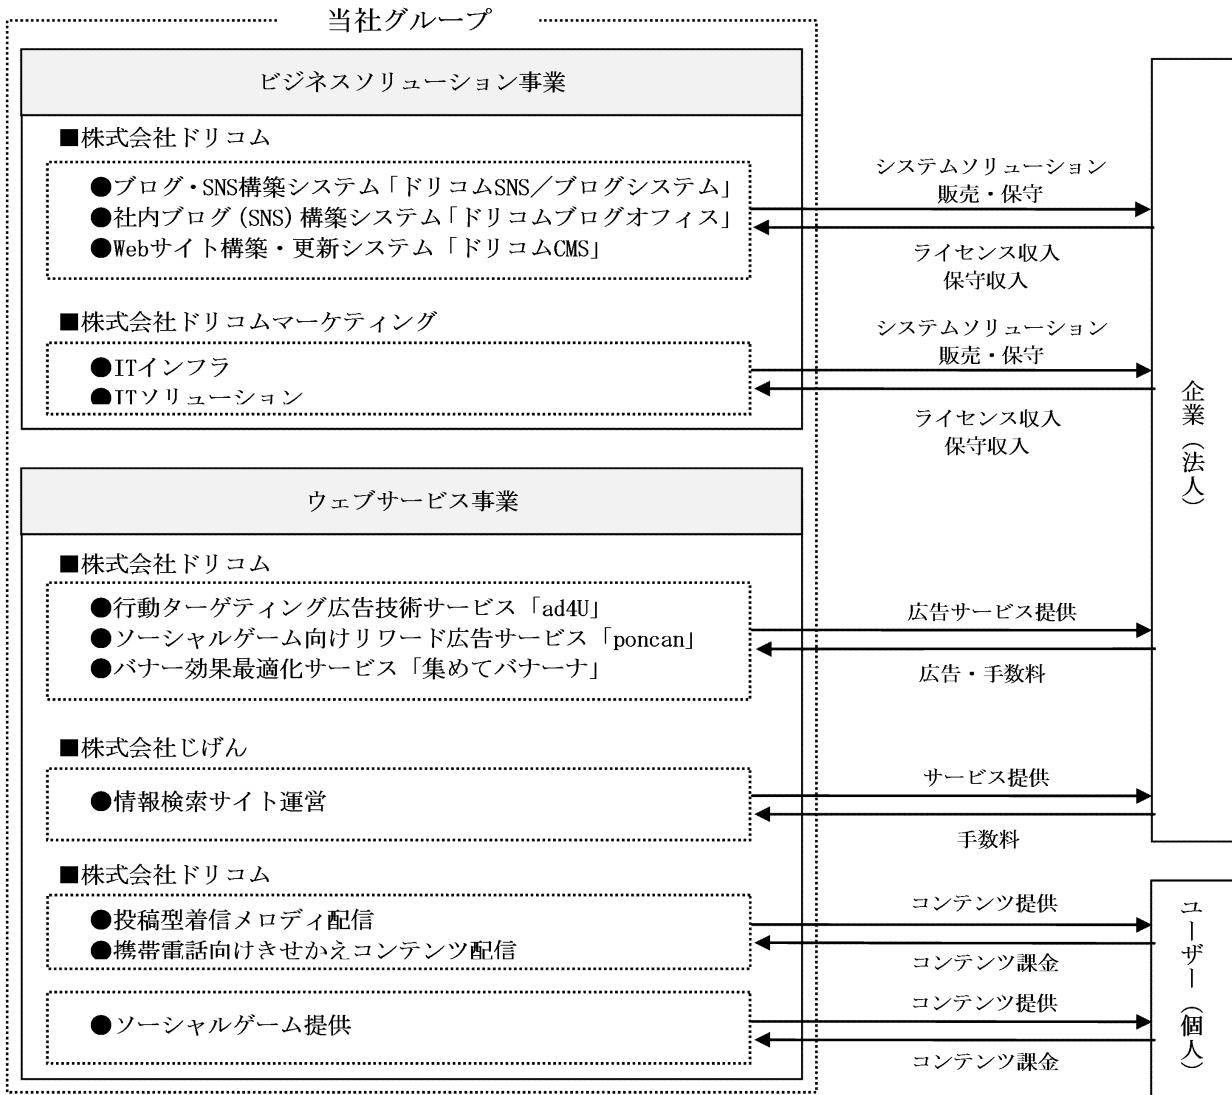 当社グループ
ビジネスソリューション事業
■株式会社ドリコム
●ブログ・SNS構築システム「ドリコムSNS／ブログシステム」
●社内ブログ(SNS)構築システム「ドリコムブログオフィス」
●Webサイト構築・更新システム「ドリコムCMS」
システムソリューション
販売・保守
ライセンス収入
保守収入
■株式会社ドリコムマーケティング
●ITインフラ
●ITソリューション
システムソリューション
販売・保守
ライセンス収入
保守収入
企業（法人）
ウェブサービス事業
■株式会社ドリコム
●行動ターゲティング広告技術サービス「ad4U」
●ソーシャルゲーム向けリワード広告サービス「poncan」
●バナー効果最適化サービス「集めてバナーナ」
広告サービス提供
広告・手数料
■株式会社じげん
●情報検索サイト運営
サービス提供
手数料
■株式会社ドリコム
●投稿型着信メロディ配信
●携帯電話向けきせかえコンテンツ配信
コンテンツ提供
コンテンツ課金
●ソーシャルゲーム提供
コンテンツ提供
コンテンツ課金
ユーザー（個人）